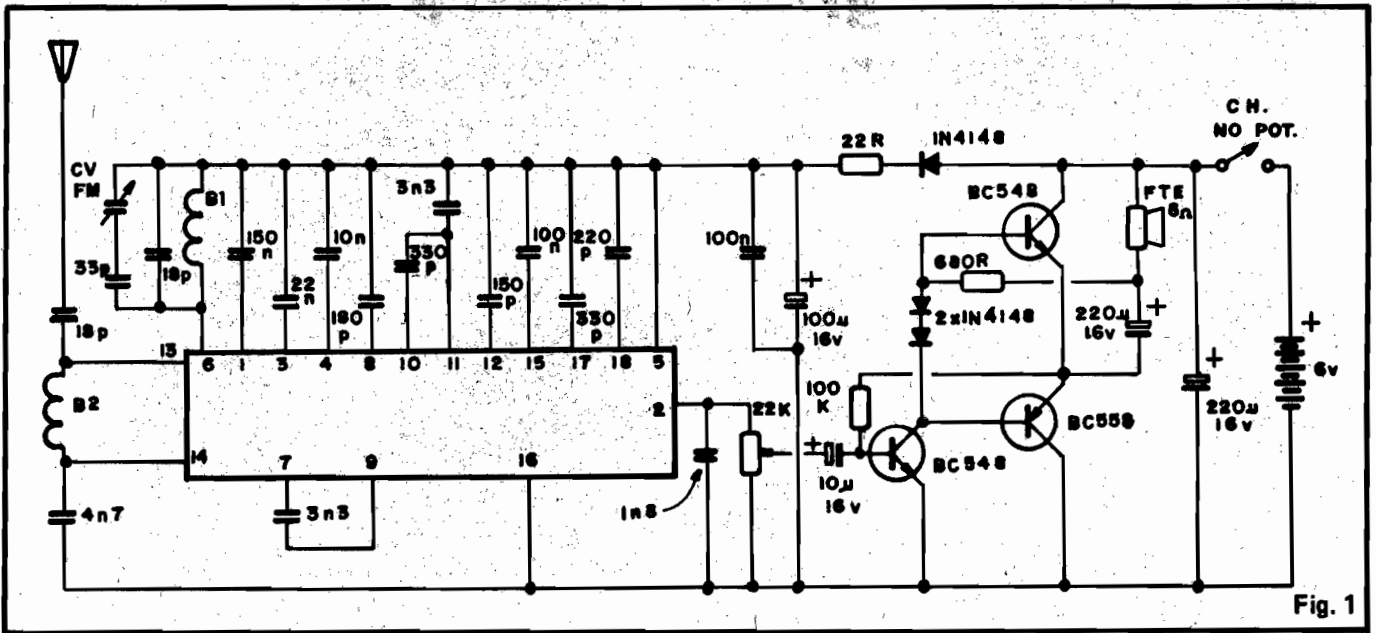 CH.
NO POT.
22R
1N4148
CV
FM
B1
3n3
BC548
FTE
8Ω
150
n
10n
330
p
100
n
220
p
100n
680R
33p
18p
22
n
180
p
150
p
330
p
100µ
16v
2x1N4148
220µ
16v
18p
13
6
1
3
4
8
10
11
12
15
17
18
5
6v
B2
2
22K
100
K
BC558
220µ
16v
14
7
9
16
10µ
16v
BC548
4n7
3n3
1n8
Fig. 1